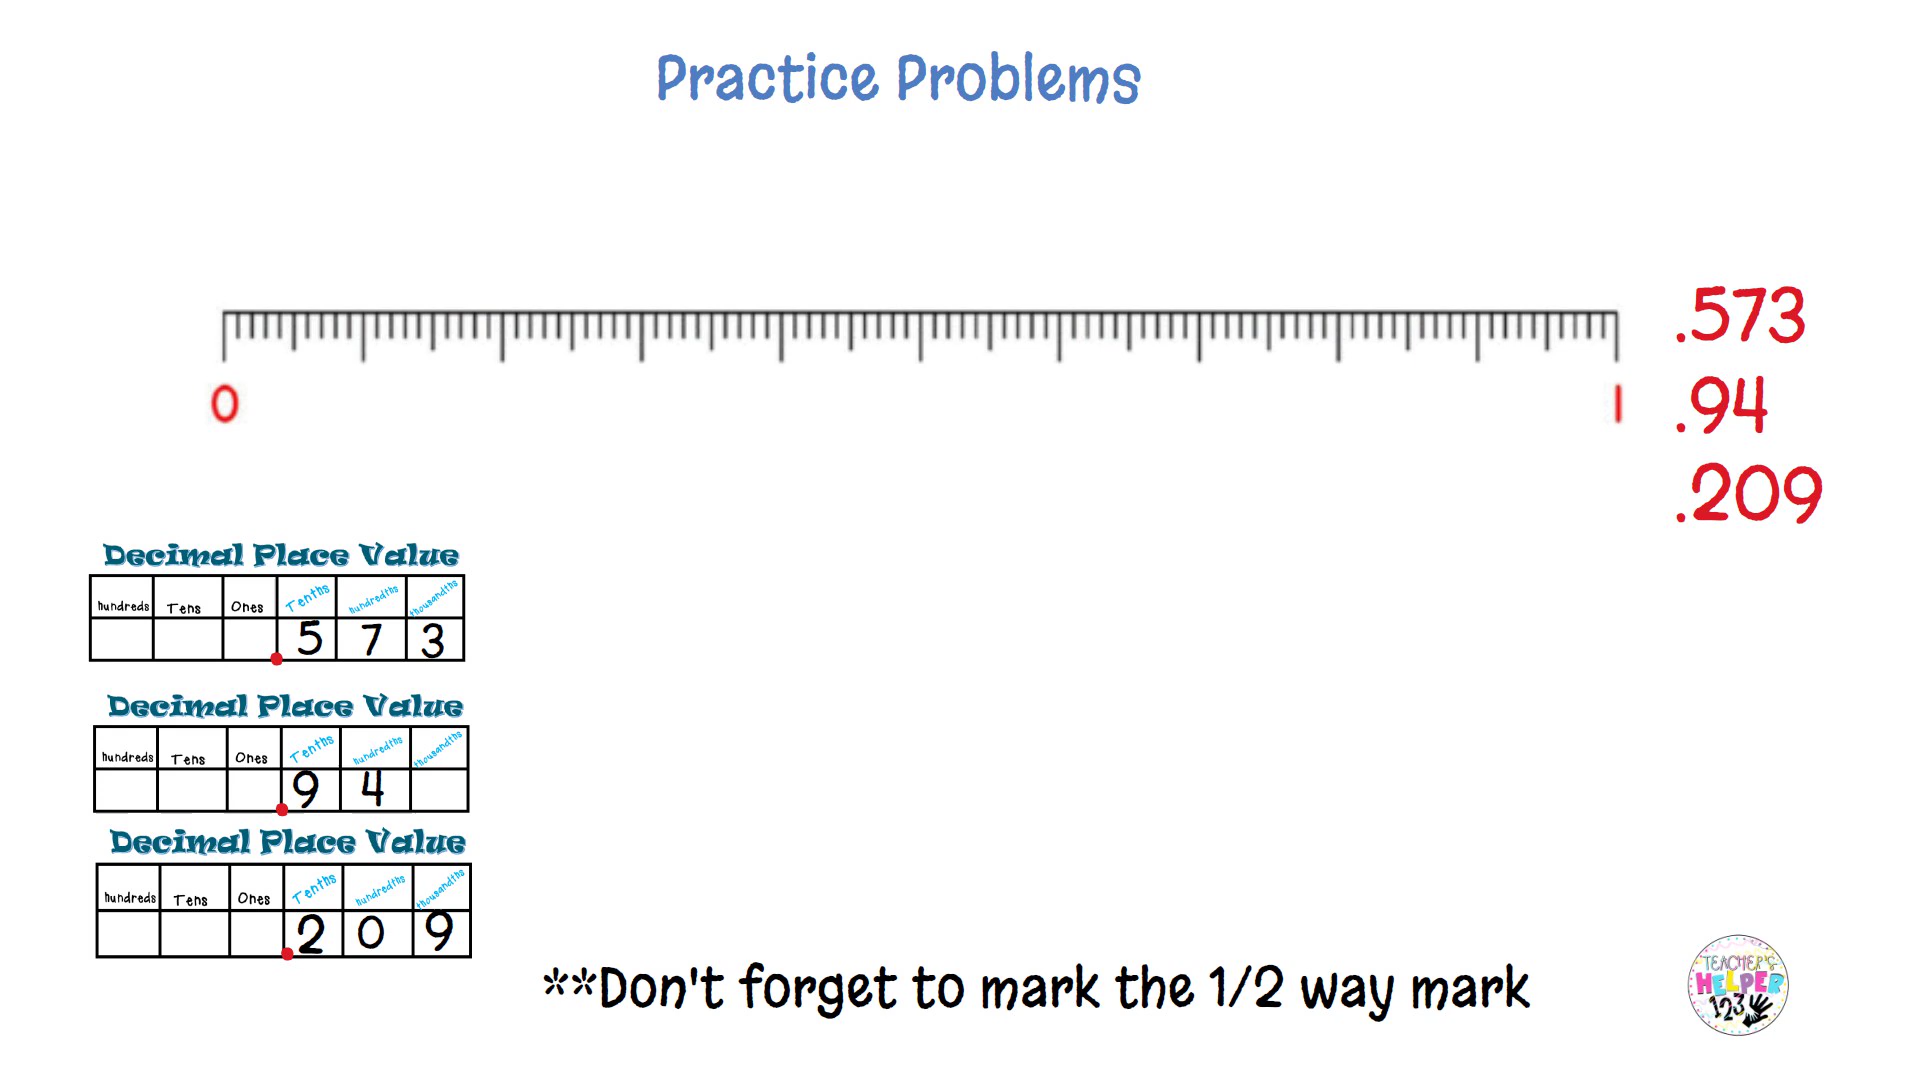 Practice Problems
0 1
.573
.94
.209
Decimal Place Value
hundreds Tens Ones Tenths hundredths thousandths
. 5 7 3
Decimal Place Value
hundreds Tens Ones Tenths hundredths thousandths
. 9 4
Decimal Place Value
hundreds Tens Ones Tenths hundredths thousandths
. 2 0 9
**Don't forget to mark the 1/2 way mark
TEACHER'S
HELPER
123